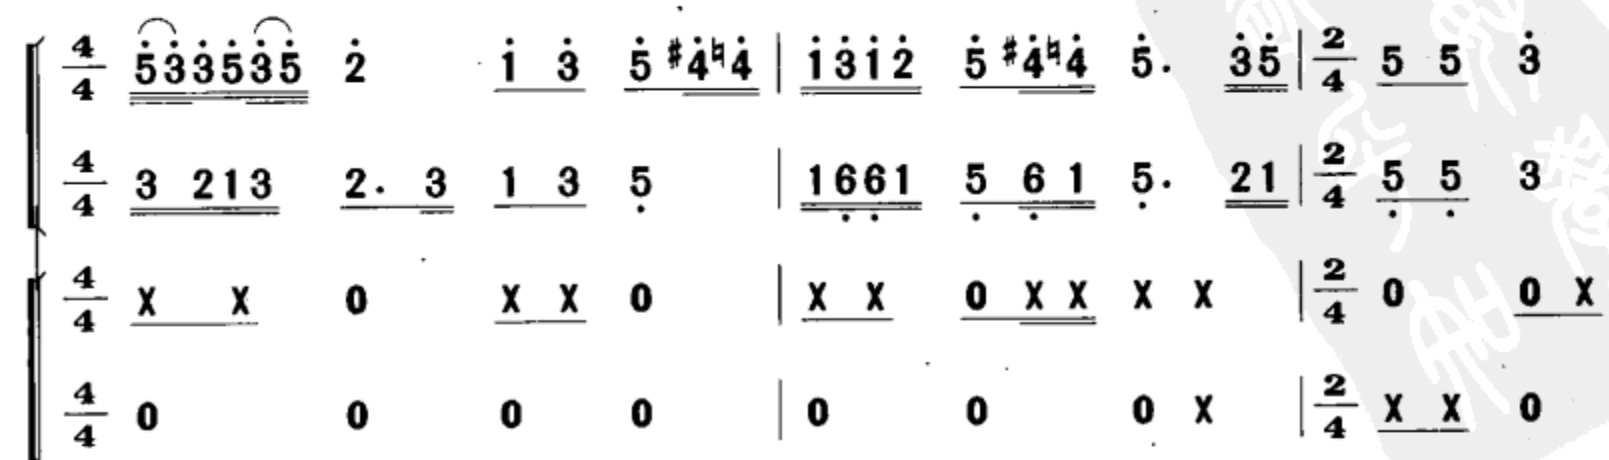 4/4 5̇3̇3̇5̇3̇5̇ 2̇ 1̇ 3̇ 5̇ #4̇♮4̇ | 1̇3̇1̇2̇ 5̇ #4̇♮4̇ 5̇. 3̇5̇ | 2/4 5 5 3̇
4/4 3 213 2. 3 1 3 5̣ | 16̣6̣1 5̣ 6̣ 1 5̣. 21 | 2/4 5̣ 5̣ 3
4/4 X X 0 X X 0 | X X 0 X X X X | 2/4 0 0 X
4/4 0 0 0 0 | 0 0 0 X | 2/4 X X 0